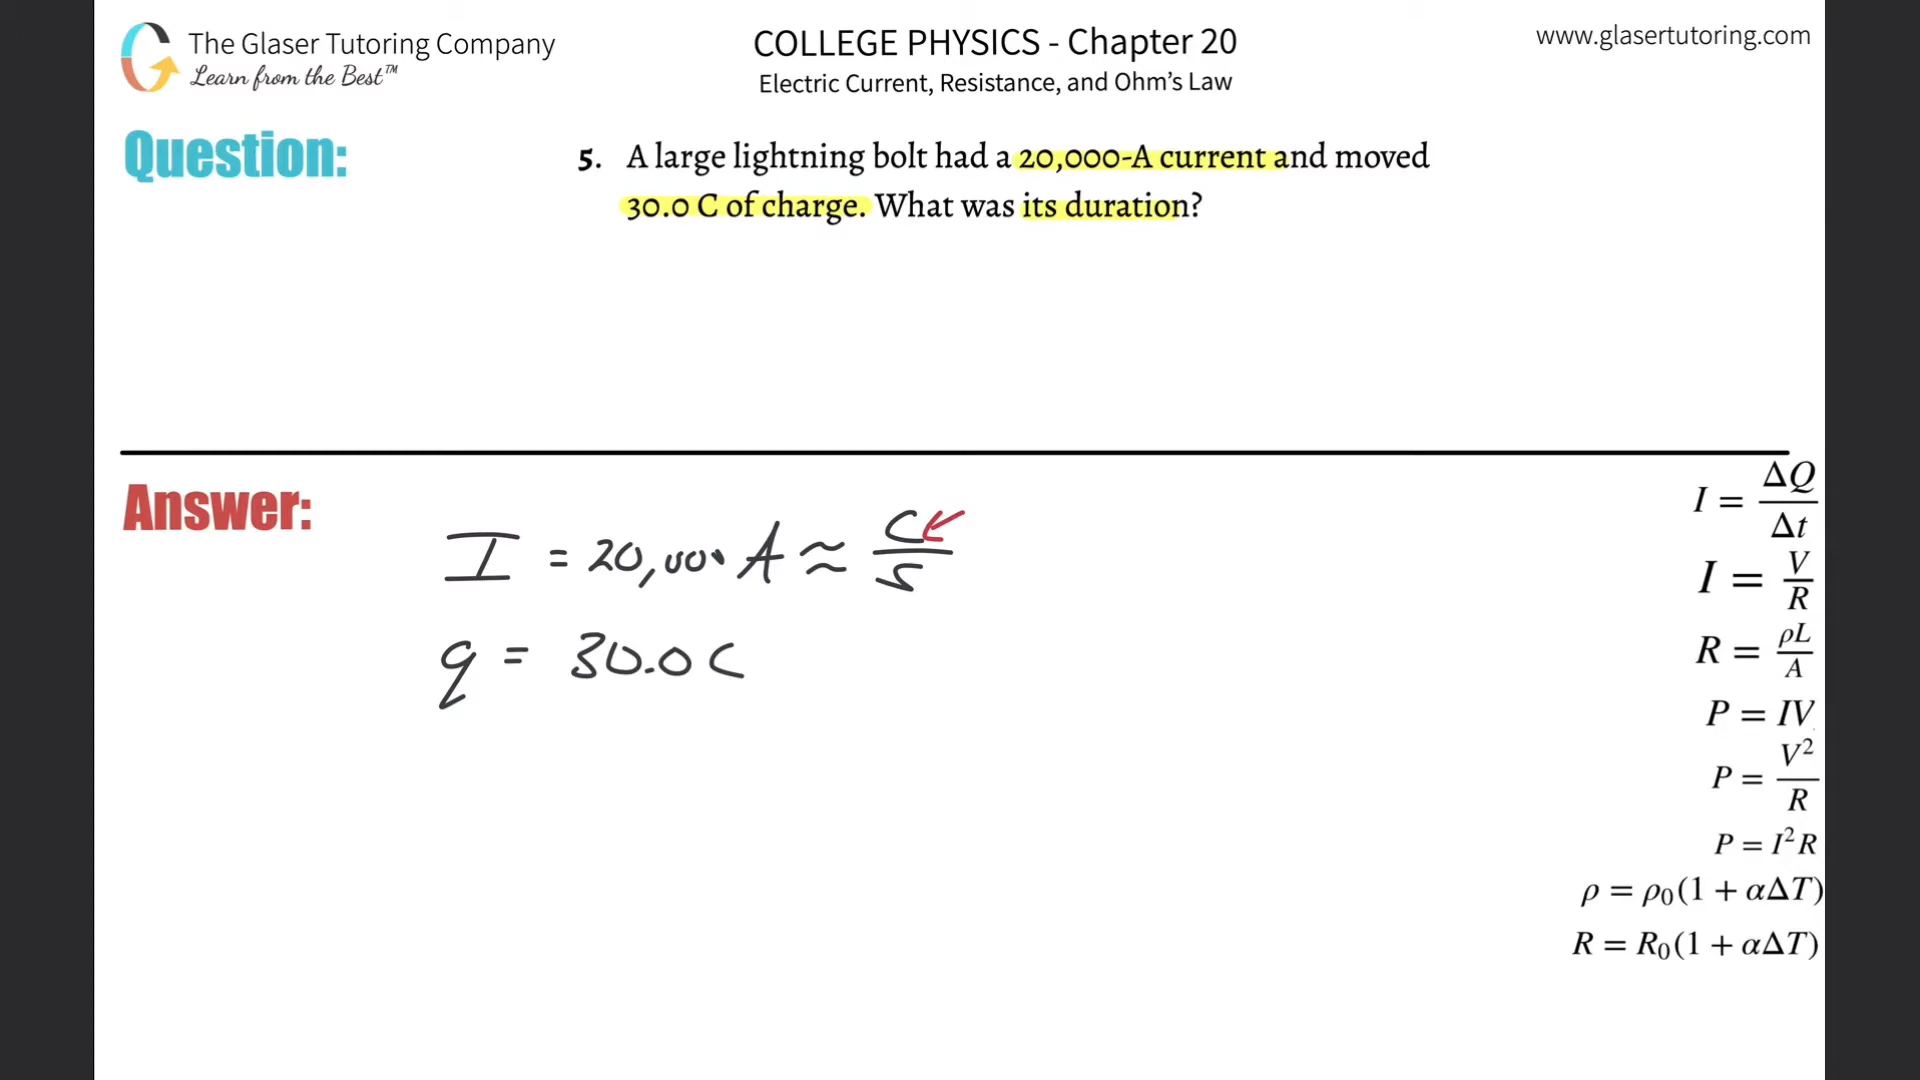 The Glaser Tutoring Company
Learn from the Best™
COLLEGE PHYSICS - Chapter 20
Electric Current, Resistance, and Ohm's Law
www.glasertutoring.com
Question:
5. A large lightning bolt had a 20,000-A current and moved
30.0 C of charge. What was its duration?
Answer:
I = 20,000 A ≈ C/S
q = 30.0 C
I = ΔQ/Δt
I = V/R
R = ρL/A
P = IV
P = V²/R
P = I²R
ρ = ρ₀(1 + αΔT)
R = R₀(1 + αΔT)